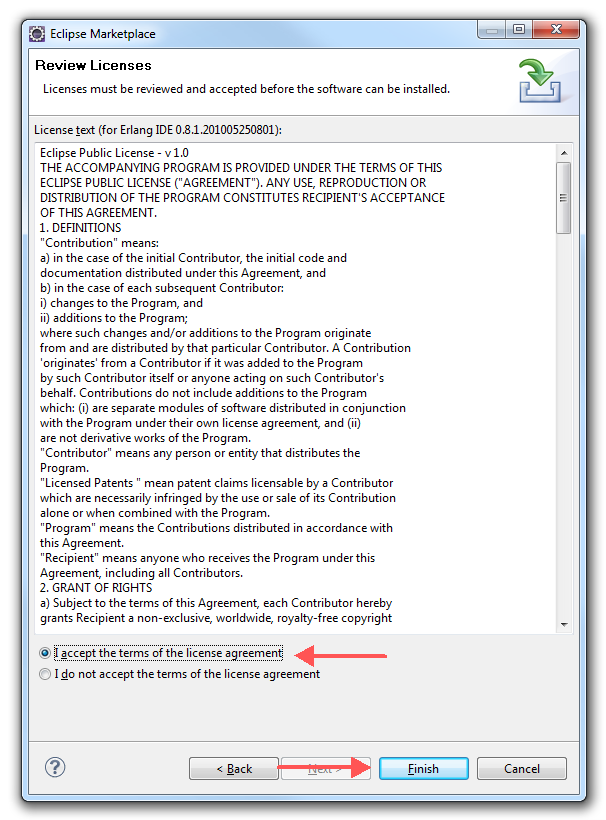 Eclipse Marketplace
Review Licenses
Licenses must be reviewed and accepted before the software can be installed.
License text (for Erlang IDE 0.8.1.201005250801):
Eclipse Public License - v 1.0
THE ACCOMPANYING PROGRAM IS PROVIDED UNDER THE TERMS OF THIS
ECLIPSE PUBLIC LICENSE ("AGREEMENT"). ANY USE, REPRODUCTION OR
DISTRIBUTION OF THE PROGRAM CONSTITUTES RECIPIENT'S ACCEPTANCE
OF THIS AGREEMENT.
1. DEFINITIONS
"Contribution" means:
a) in the case of the initial Contributor, the initial code and
documentation distributed under this Agreement, and
b) in the case of each subsequent Contributor:
i) changes to the Program, and
ii) additions to the Program;
where such changes and/or additions to the Program originate
from and are distributed by that particular Contributor. A Contribution
'originates' from a Contributor if it was added to the Program
by such Contributor itself or anyone acting on such Contributor's
behalf. Contributions do not include additions to the Program
which: (i) are separate modules of software distributed in conjunction
with the Program under their own license agreement, and (ii)
are not derivative works of the Program.
"Contributor" means any person or entity that distributes the
Program.
"Licensed Patents " mean patent claims licensable by a Contributor
which are necessarily infringed by the use or sale of its Contribution
alone or when combined with the Program.
"Program" means the Contributions distributed in accordance with
this Agreement.
"Recipient" means anyone who receives the Program under this
Agreement, including all Contributors.
2. GRANT OF RIGHTS
a) Subject to the terms of this Agreement, each Contributor hereby
grants Recipient a non-exclusive, worldwide, royalty-free copyright
I accept the terms of the license agreement
I do not accept the terms of the license agreement
? < Back Next > Finish Cancel